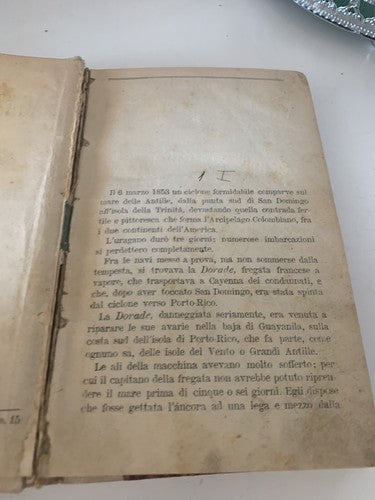 1 I
Il 6 marzo 1853 un ciclone formidabile comparve sul
mare delle Antille, dalla punta sud di San Domingo
all'isola della Trinità, devastando quella contrada fer-
tile e pittoresca che forma l'Arcipelago Colombiano, fra
i due continenti dell'America.
L'uragano durò tre giorni; numerose imbarcazioni
si perdettero completamente.
Fra le navi messe a prova, ma non sommerse dalla
tempesta, si trovava la Dorade, fregata francese a
vapore, che trasportava a Cayenna dei condannati, e
che, dopo aver toccato San Domingo, era stata spinta
dal ciclone verso Porto-Rico.
La Dorade, danneggiata seriamente, era venuta a
riparare le sue avarie nella baja di Guayanila, sulla
costa sud dell'isola di Porto-Rico, che fa parte, come
ognuno sa, delle isole del Vento o Grandi Antille.
Le ali della macchina avevano molto sofferto; per
cui il capitano della fregata non avrebbe potuto ripren-
dere il mare prima di cinque o sei giorni. Egli dispose
che fosse gettata l'áncora ad una lega e mezzo dalla
15